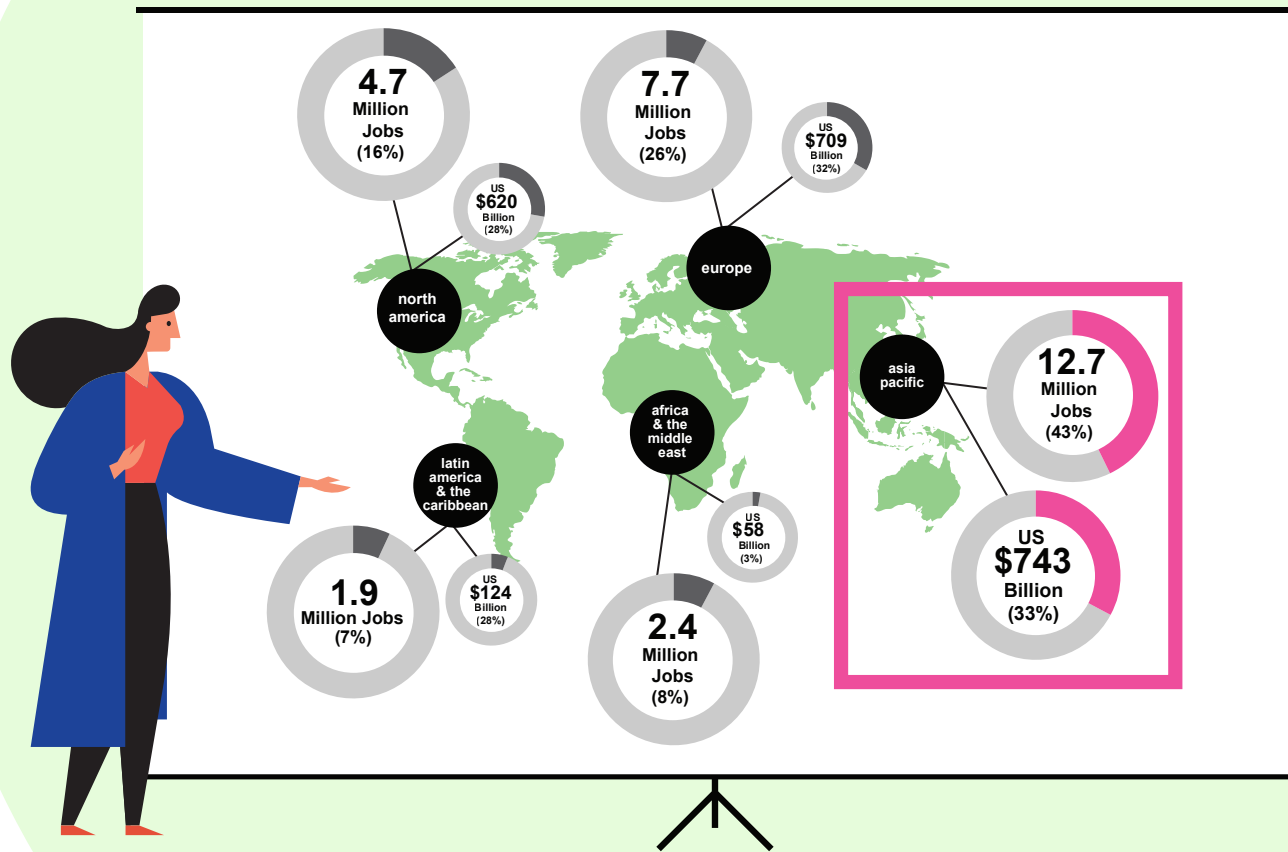 4.7
Million
Jobs
(16%)
US
$620
Billion
(28%)
north
america
7.7
Million
Jobs
(26%)
US
$709
Billion
(32%)
europe
asia
pacific
12.7
Million
Jobs
(43%)
US
$743
Billion
(33%)
latin
america
& the
caribbean
1.9
Million Jobs
(7%)
US
$124
Billion
(28%)
africa
& the
middle
east
US
$58
Billion
(3%)
2.4
Million
Jobs
(8%)